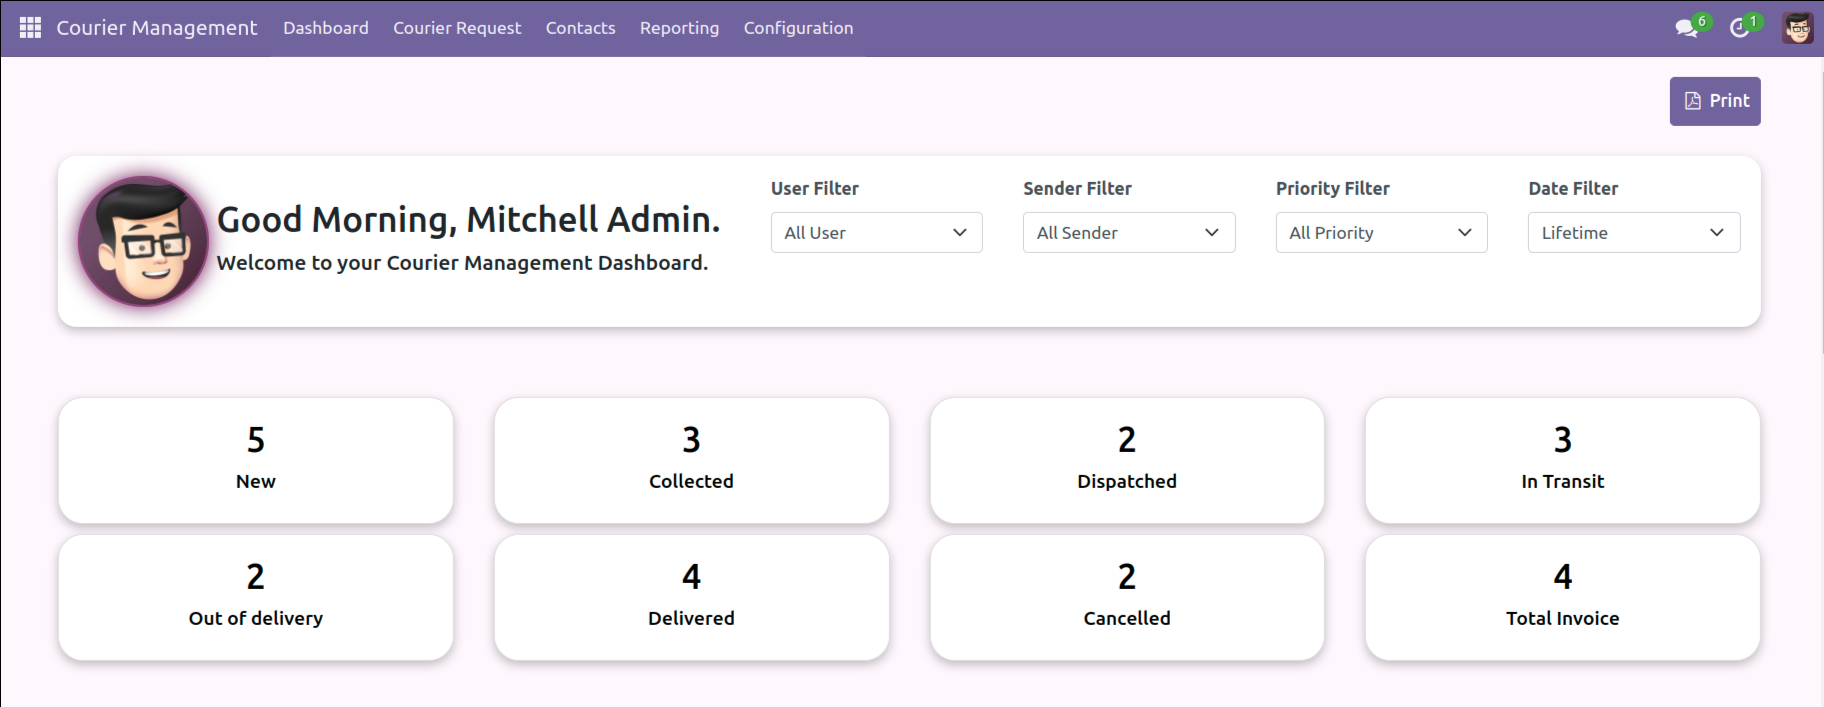 Courier Management Dashboard Courier Request Contacts Reporting Configuration 6 1
Print
User Filter Sender Filter Priority Filter Date Filter
Good Morning, Mitchell Admin.
All User All Sender All Priority Lifetime
Welcome to your Courier Management Dashboard.
5 3 2 3
New Collected Dispatched In Transit
2 4 2 4
Out of delivery Delivered Cancelled Total Invoice